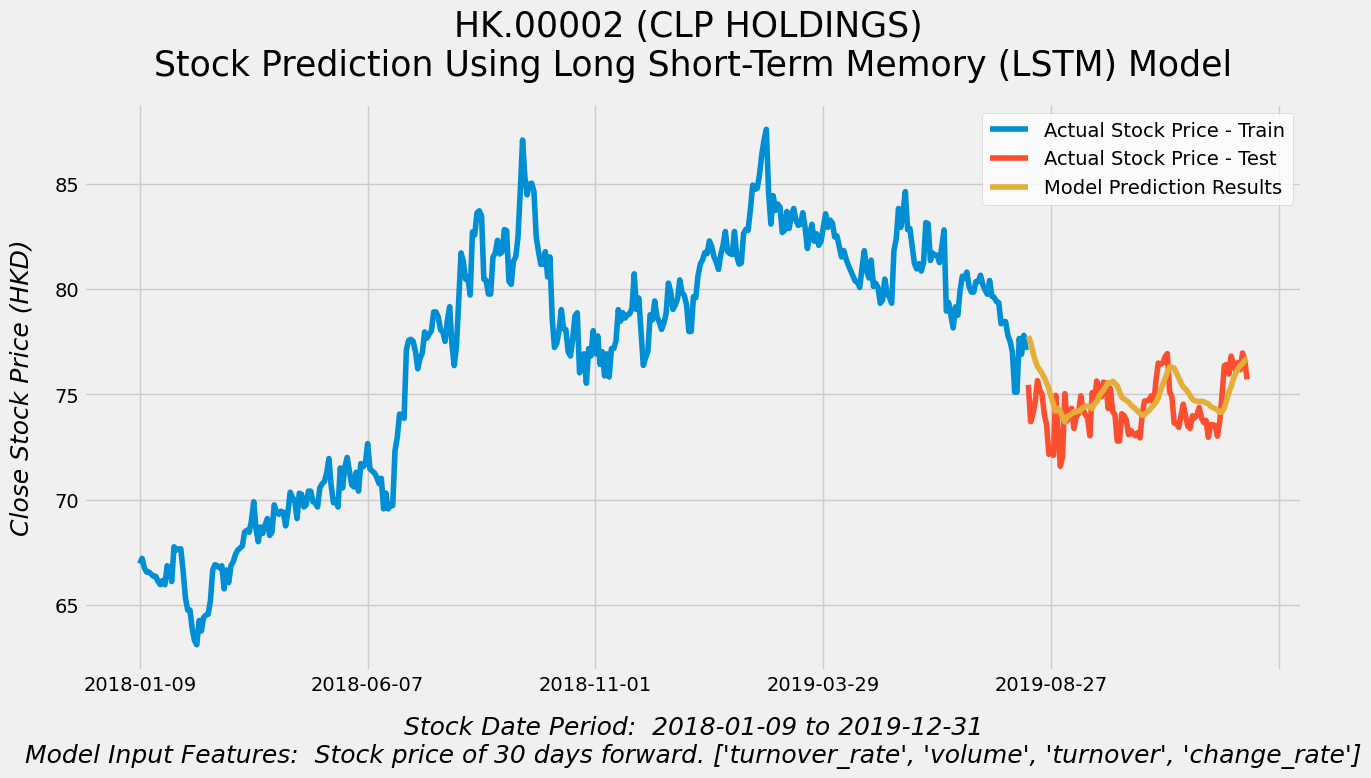 HK.00002 (CLP HOLDINGS)
Stock Prediction Using Long Short-Term Memory (LSTM) Model
Actual Stock Price - Train
Actual Stock Price - Test
Model Prediction Results
Close Stock Price (HKD)
85
80
75
70
65
2018-01-09
2018-06-07
2018-11-01
2019-03-29
2019-08-27
Stock Date Period:  2018-01-09 to 2019-12-31
Model Input Features:  Stock price of 30 days forward. ['turnover_rate', 'volume', 'turnover', 'change_rate']